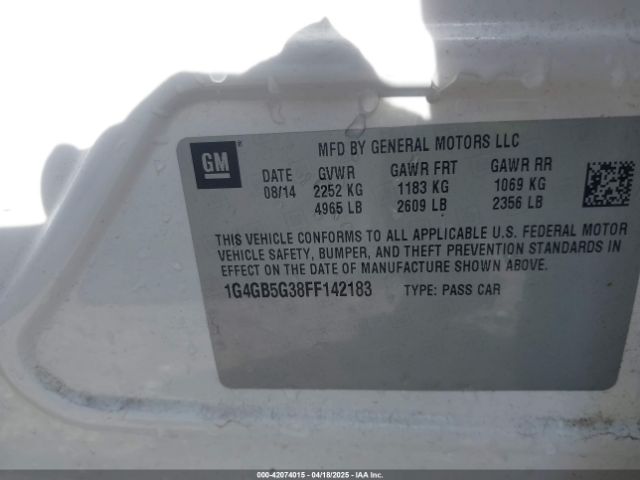 GM
MFD BY GENERAL MOTORS LLC
DATE GVWR GAWR FRT GAWR RR
08/14 2252 KG 1183 KG 1069 KG
4965 LB 2609 LB 2356 LB
THIS VEHICLE CONFORMS TO ALL APPLICABLE U.S. FEDERAL MOTOR
VEHICLE SAFETY, BUMPER, AND THEFT PREVENTION STANDARDS IN
EFFECT ON THE DATE OF MANUFACTURE SHOWN ABOVE.
1G4GB5G38FF142183 TYPE: PASS CAR
© - 42074015 - 04/18/2025 - IAA Inc.